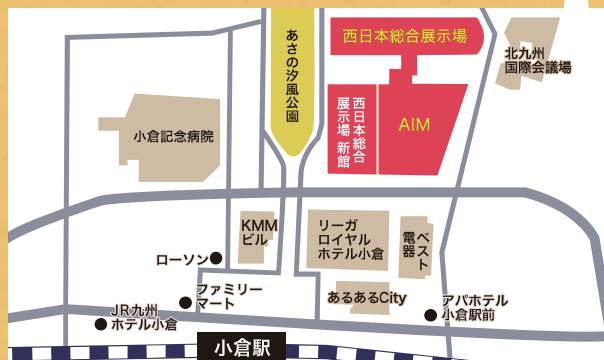 西日本総合展示場
あさの汐風公園
北九州
国際会議場
西日本総合
展示場 新館
AIM
小倉記念病院
KMM
ビル
リーガ
ロイヤル
ホテル小倉
ベスト
電器
ローソン
ファミリー
マート
あるあるCity
アパホテル
小倉駅前
JR九州
ホテル小倉
小倉駅